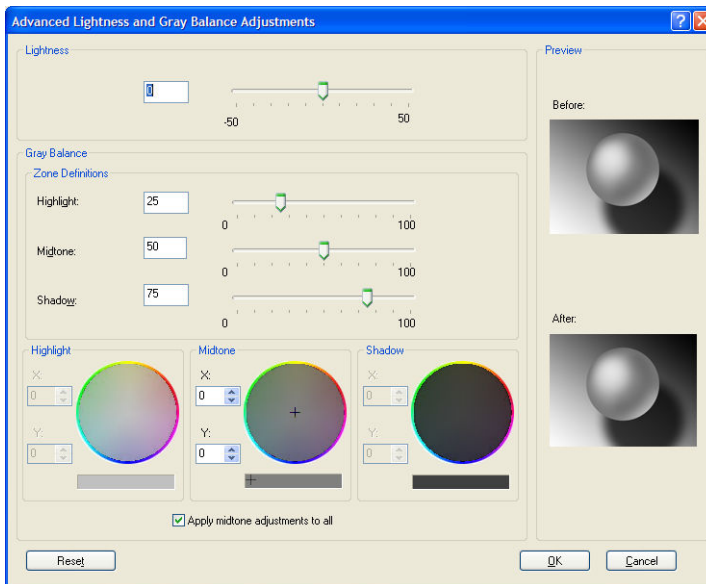 Advanced Lightness and Gray Balance Adjustments
Lightness
0
-50 50
Gray Balance
Zone Definitions
Highlight: 25
0 100
Midtone: 50
0 100
Shadow: 75
0 100
Highlight
X:
0
Y:
0
Midtone
X:
0
Y:
0
Shadow
X:
0
Y:
0
Apply midtone adjustments to all
Preview
Before:
After:
Reset OK Cancel